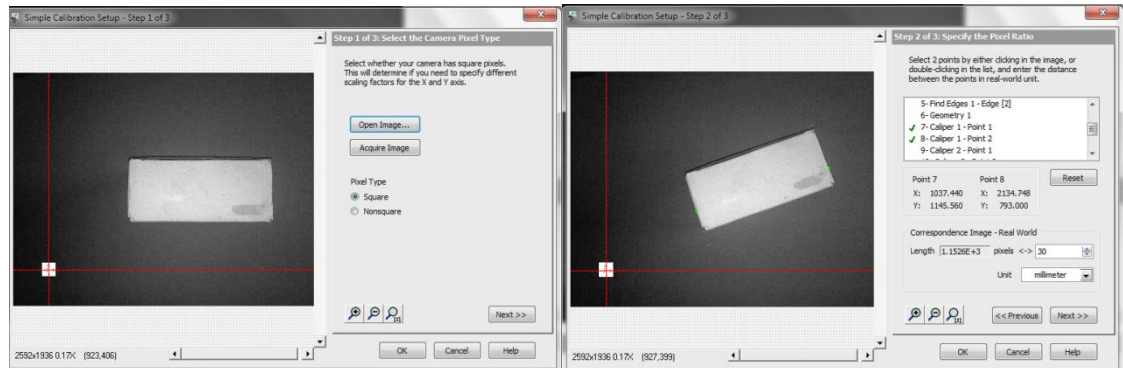 Simple Calibration Setup - Step 1 of 3
Step 1 of 3: Select the Camera Pixel Type
Select whether your camera has square pixels.
This will determine if you need to specify different
scaling factors for the X and Y axis.
Open Image...
Acquire Image
Pixel Type
Square
Nonsquare
1:1
Next >>
2592x1936 0.17X (923,406)
OK Cancel Help
Simple Calibration Setup - Step 2 of 3
Step 2 of 3: Specify the Pixel Ratio
Select 2 points by either clicking in the image, or
double-clicking in the list, and enter the distance
between the points in real-world unit.
5- Find Edges 1 - Edge [2]
6- Geometry 1
7- Caliper 1 - Point 1
8- Caliper 1 - Point 2
9- Caliper 2 - Point 1
Point 7 Point 8 Reset
X: 1037.440 X: 2134.748
Y: 1145.560 Y: 793.000
Correspondence Image - Real World
Length 1.1526E+3 pixels <-> 30
Unit millimeter
1:1
<< Previous Next >>
2592x1936 0.17X (927,399)
OK Cancel Help